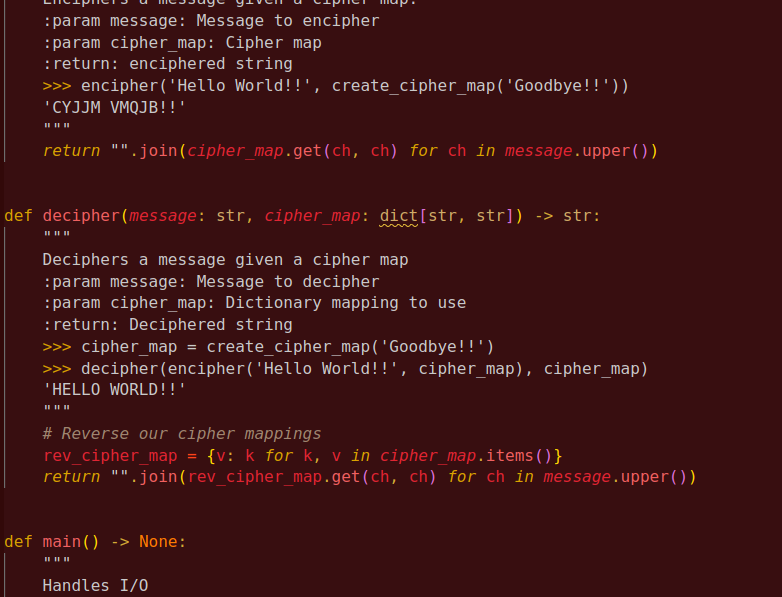 Enciphers a message given a cipher map.
:param message: Message to encipher
:param cipher_map: Cipher map
:return: enciphered string
>>> encipher('Hello World!!', create_cipher_map('Goodbye!!'))
'CYJJM VMQJB!!'
"""
return "".join(cipher_map.get(ch, ch) for ch in message.upper())
def decipher(message: str, cipher_map: dict[str, str]) -> str:
"""
Deciphers a message given a cipher map
:param message: Message to decipher
:param cipher_map: Dictionary mapping to use
:return: Deciphered string
>>> cipher_map = create_cipher_map('Goodbye!!')
>>> decipher(encipher('Hello World!!', cipher_map), cipher_map)
'HELLO WORLD!!'
"""
# Reverse our cipher mappings
rev_cipher_map = {v: k for k, v in cipher_map.items()}
return "".join(rev_cipher_map.get(ch, ch) for ch in message.upper())
def main() -> None:
"""
Handles I/O